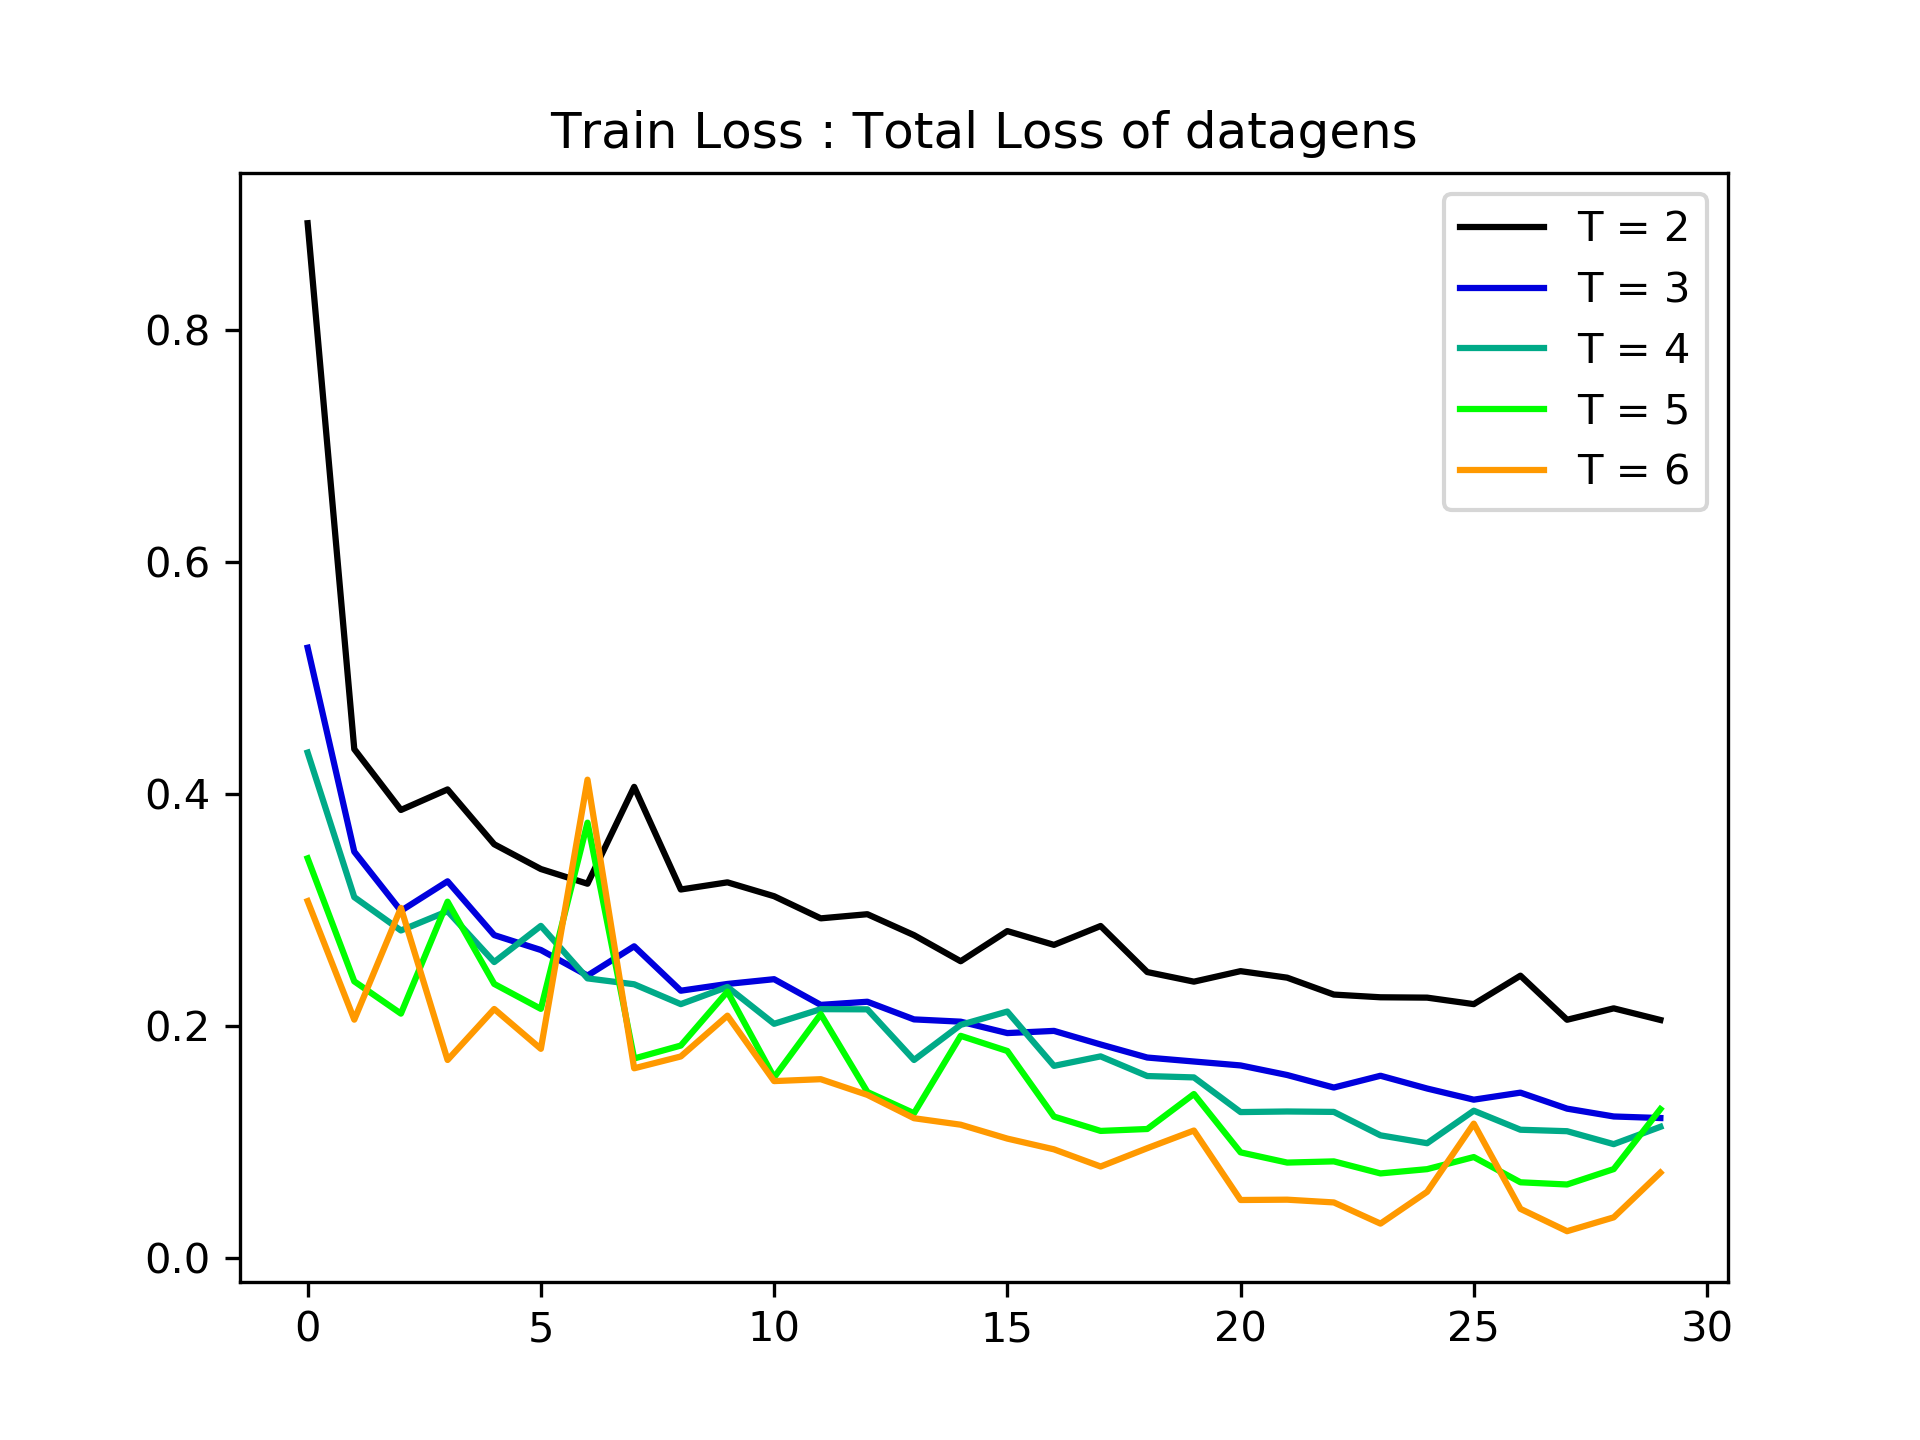 Train Loss : Total Loss of datagens
T = 2
T = 3
T = 4
T = 5
T = 6
0.8
0.6
0.4
0.2
0.0
0 5 10 15 20 25 30